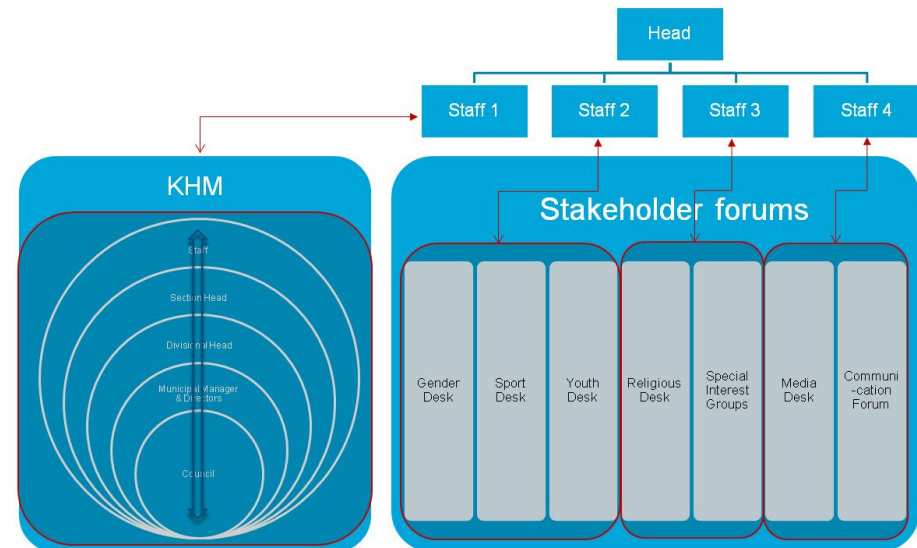 Head
Staff 1
Staff 2
Staff 3
Staff 4
KHM
Staff
Section Head
Divisional Head
Municipal Manager
& Directors
Council
Stakeholder forums
Gender
Desk
Sport
Desk
Youth
Desk
Religious
Desk
Special
Interest
Groups
Media
Desk
Communi
-cation
Forum